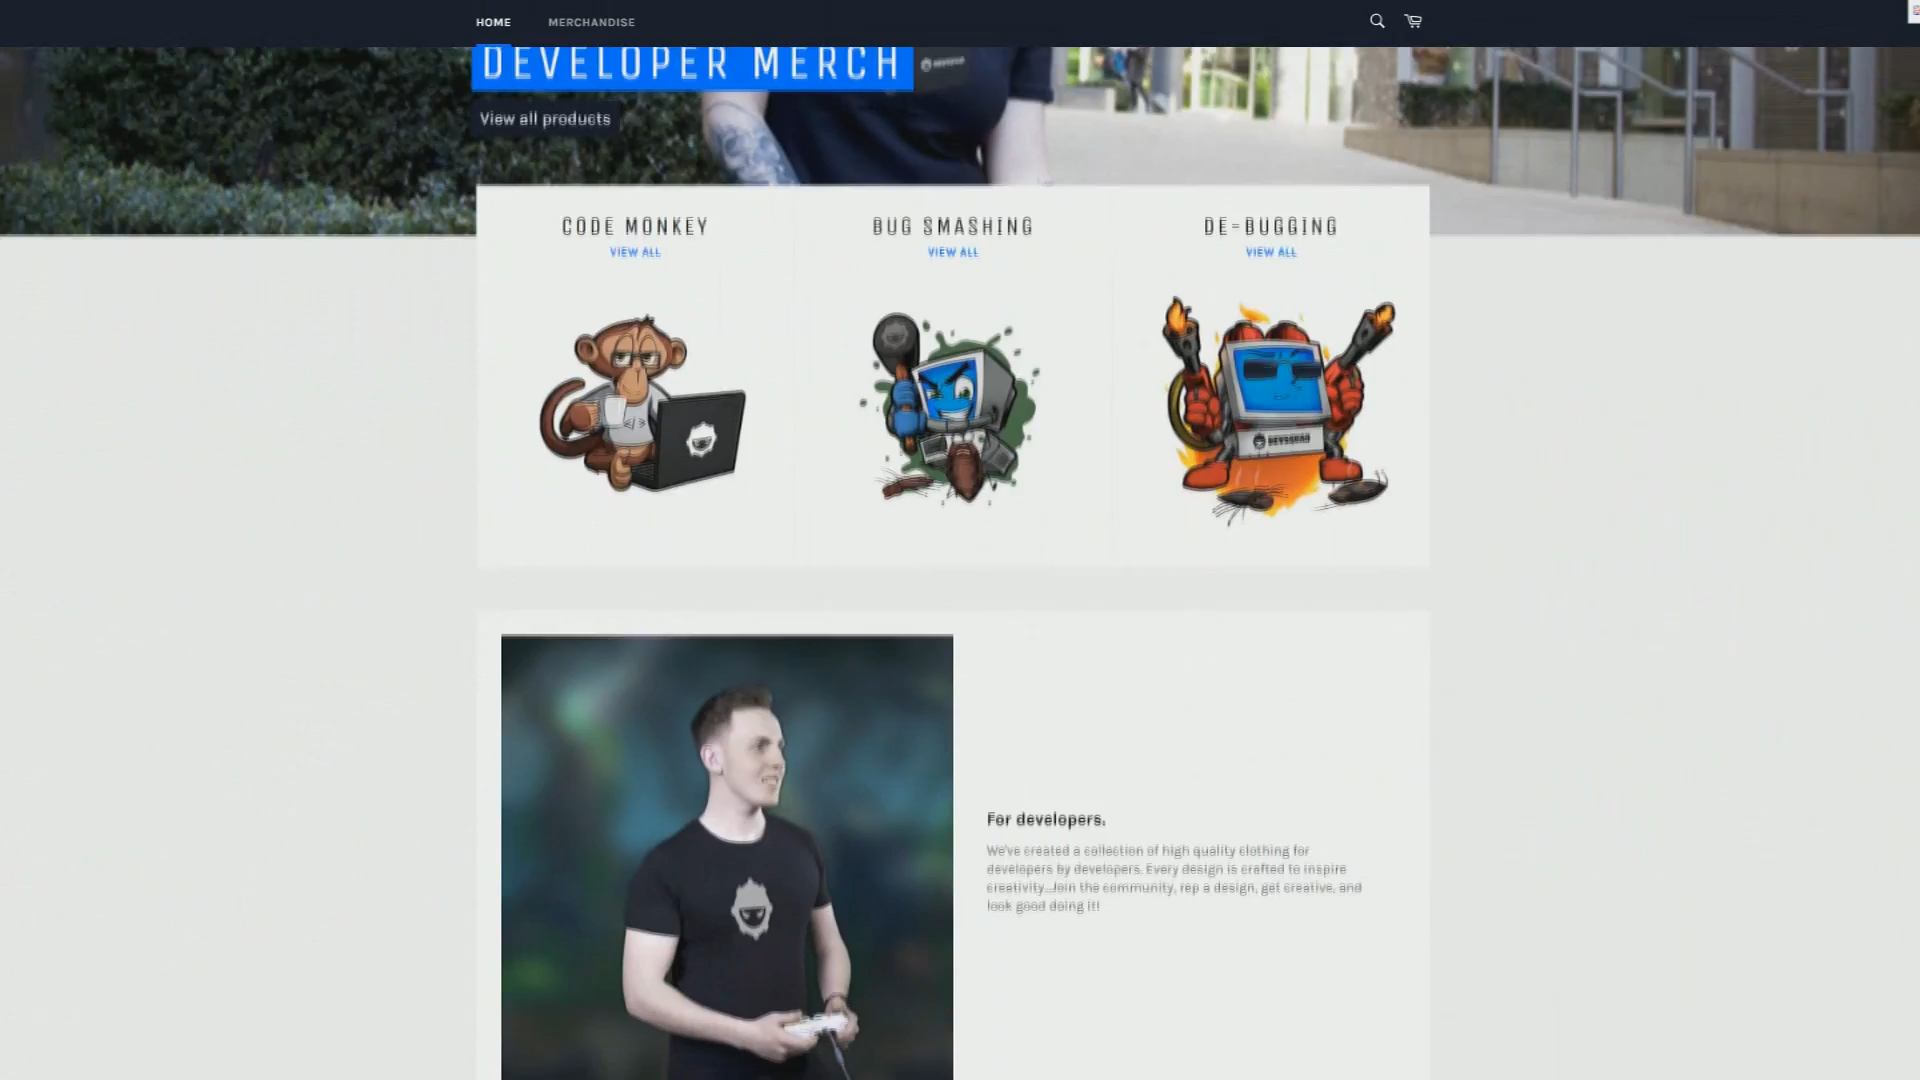 HOME MERCHANDISE
DEVELOPER MERCH
View all products
CODE MONKEY
VIEW ALL
BUG SMASHING
VIEW ALL
DE-BUGGING
VIEW ALL
</>
DEVSQUAD
For developers.
We've created a collection of high quality clothing for
developers by developers. Every design is crafted to inspire
creativity...Join the community, rep a design, get creative, and
look good doing it!